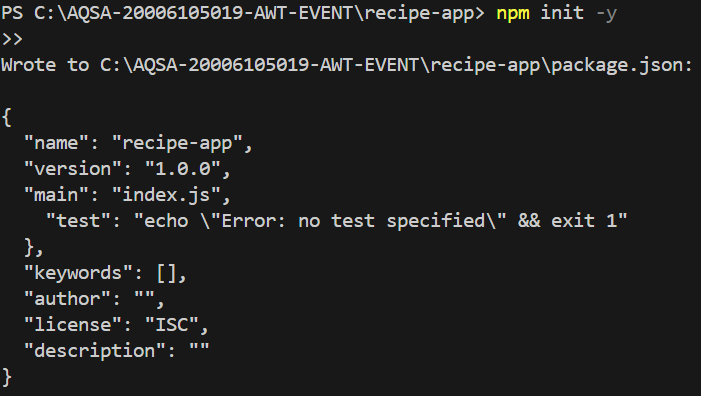 PS C:\AQSA-20006105019-AWT-EVENT\recipe-app> npm init -y
>>
Wrote to C:\AQSA-20006105019-AWT-EVENT\recipe-app\package.json:

{
  "name": "recipe-app",
  "version": "1.0.0",
  "main": "index.js",
    "test": "echo \"Error: no test specified\" && exit 1"
  },
  "keywords": [],
  "author": "",
  "license": "ISC",
  "description": ""
}